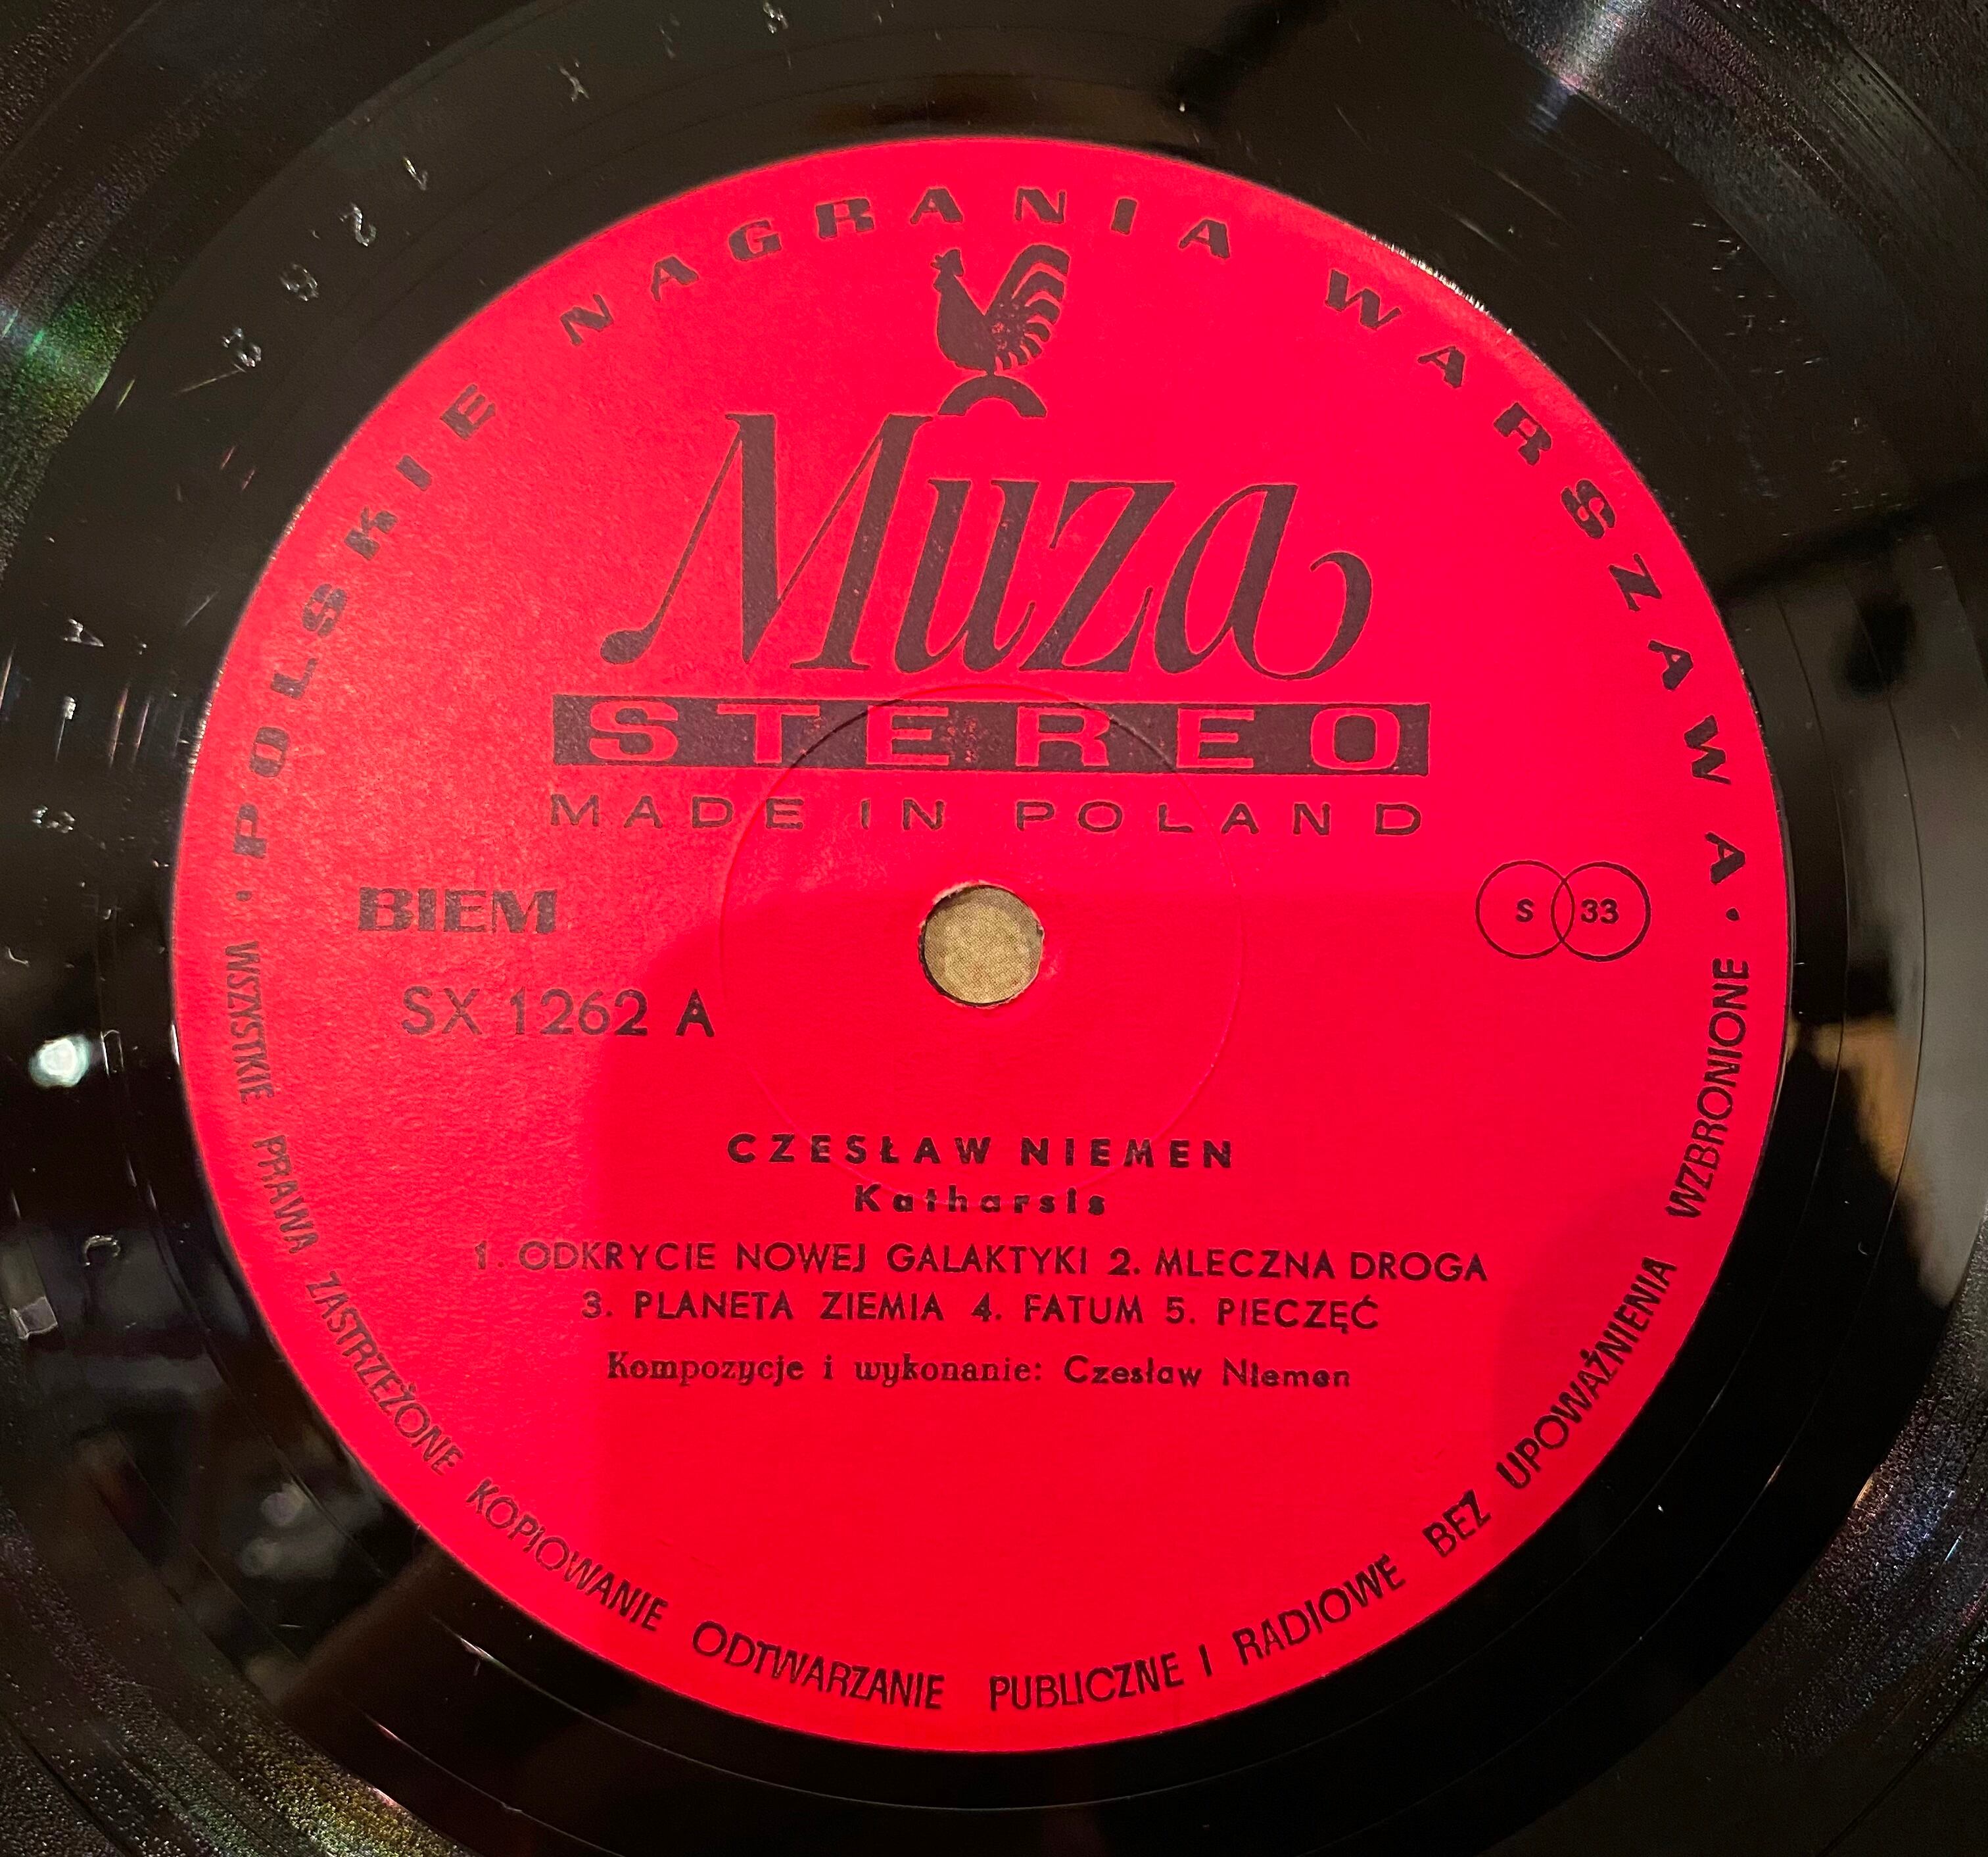 POLSKIE NAGRANIA WARSZAWA
Muza
STEREO
MADE IN POLAND
BIEM
S 33
SX 1262 A
CZESŁAW NIEMEN
Katharsis
1. ODKRYCIE NOWEJ GALAKTYKI 2. MLECZNA DROGA
3. PLANETA ZIEMIA 4. FATUM 5. PIECZĘĆ
Kompozycje i wykonanie: Czesław Niemen
· WSZYSTKIE PRAWA ZASTRZEŻONE KOPIOWANIE ODTWARZANIE PUBLICZNE I RADIOWE BEZ UPOWAŻNIENIA WZBRONIONE ·